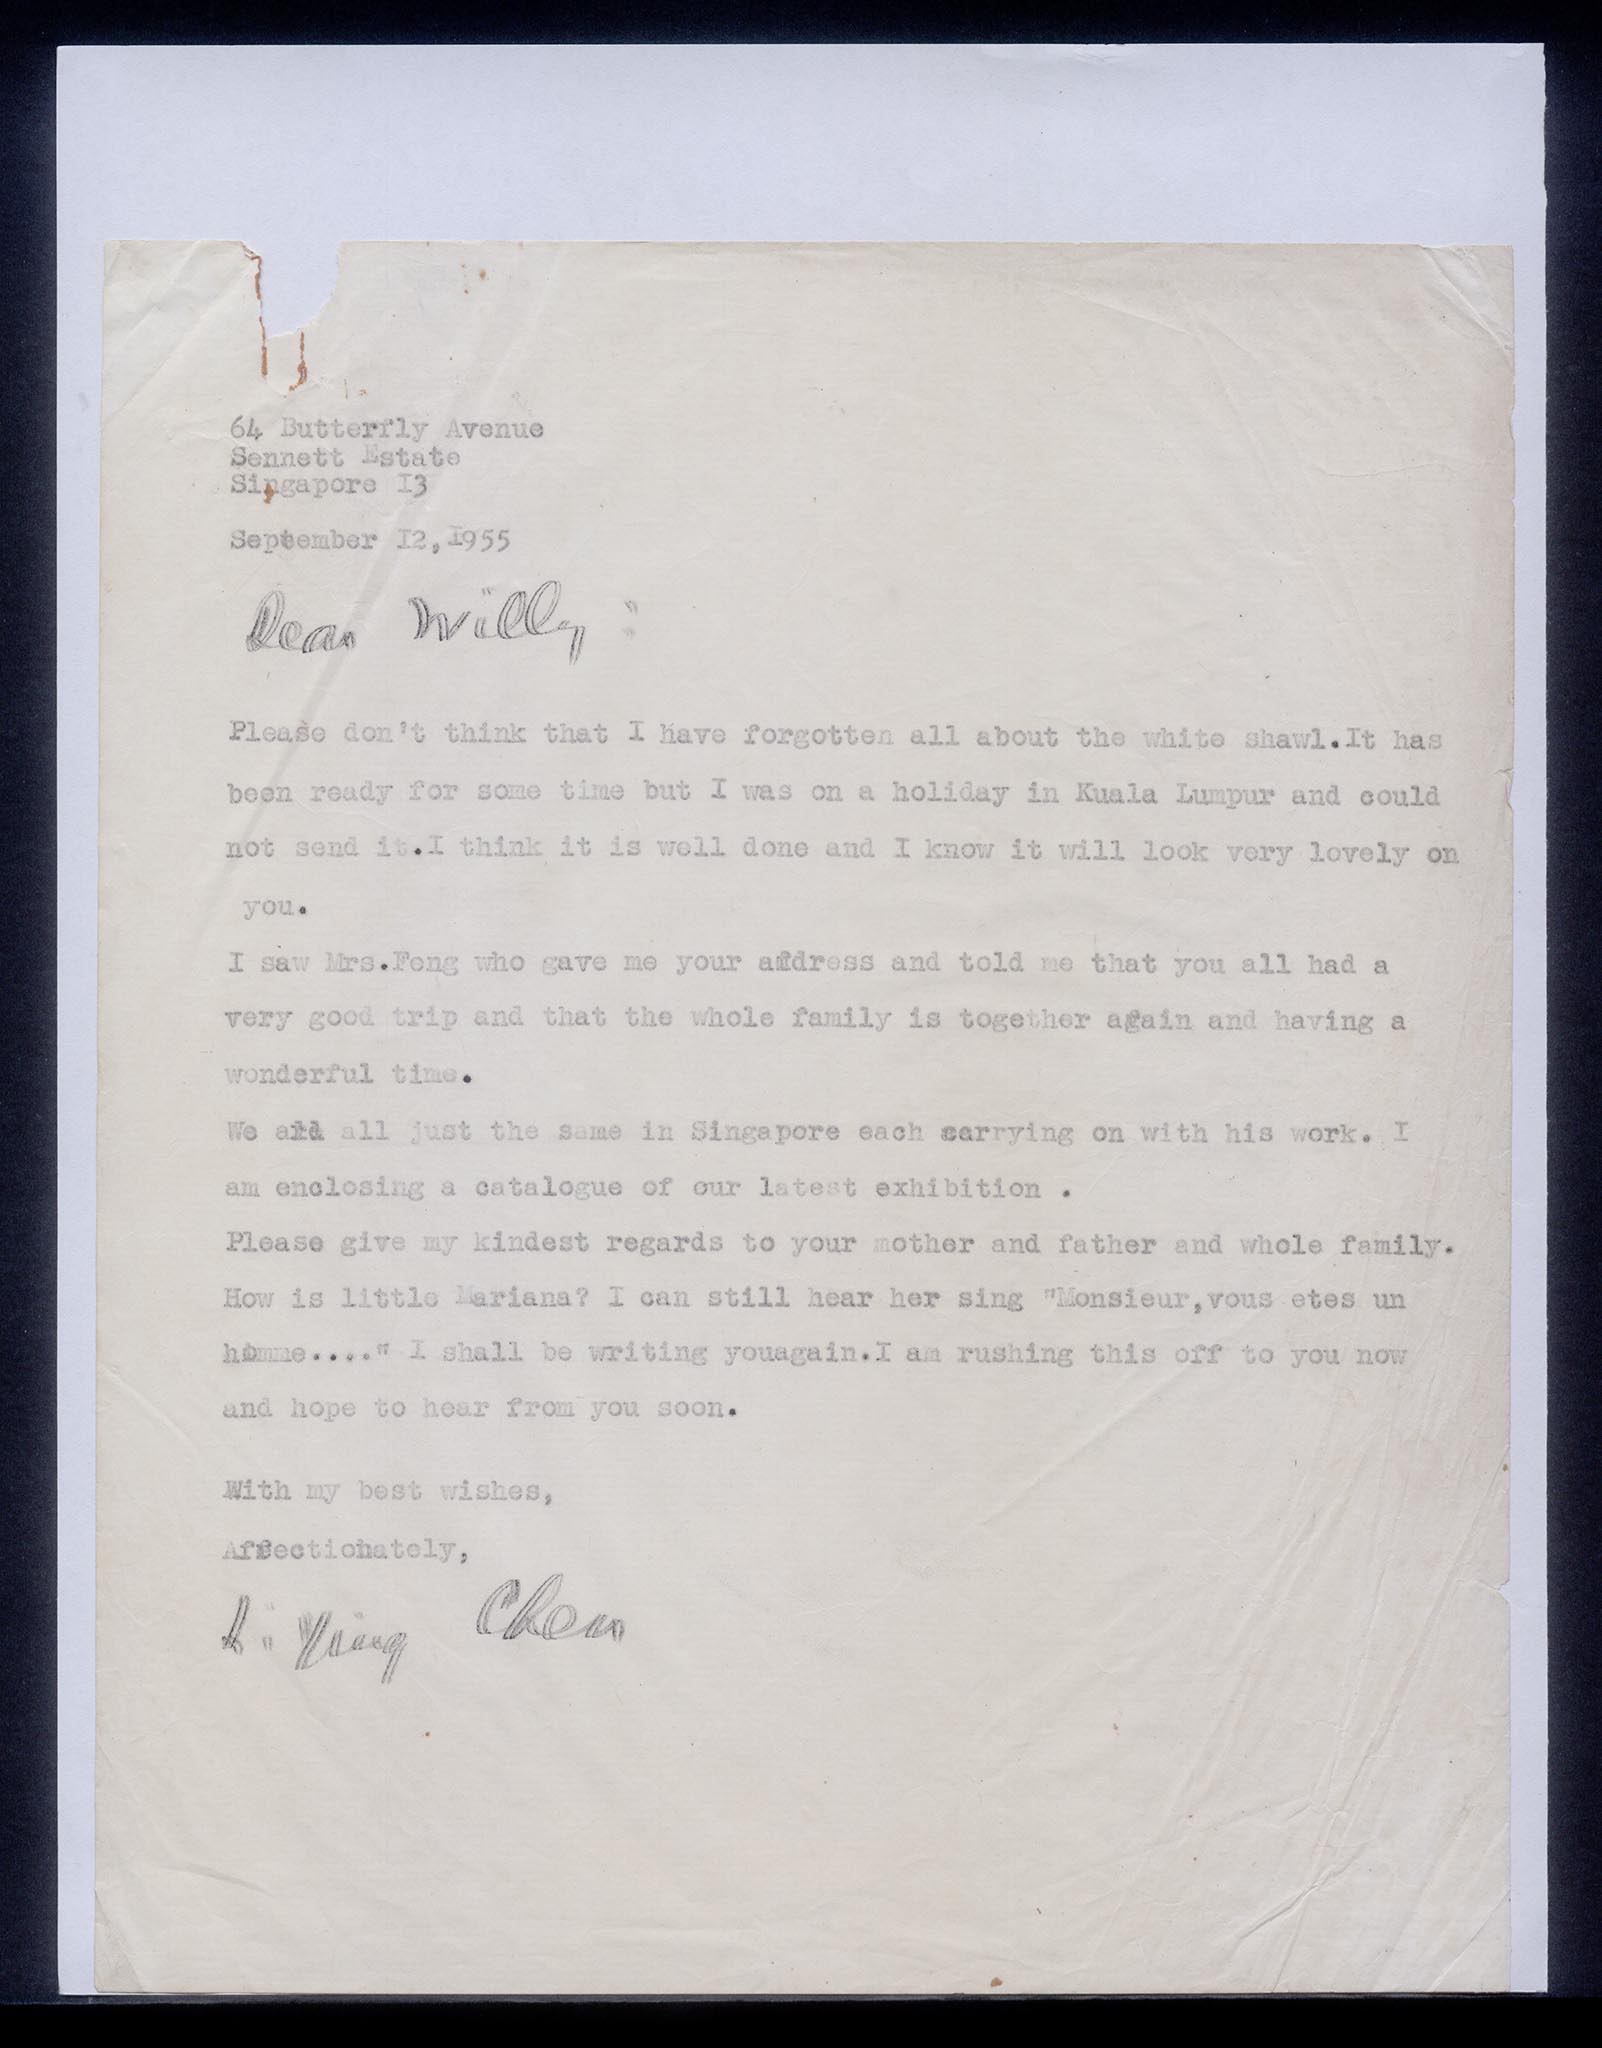 64 Butterfly Avenue
Sennett Estate
Singapore I3
September I2,I955
Dear Willy:
Please don't think that I have forgotten all about the white shawl.It has
been ready for some time but I was on a holiday in Kuala Lumpur and could
not send it.I think it is well done and I know it will look very lovely on
you.
I saw Mrs.Feng who gave me your address and told me that you all had a
very good trip and that the whole family is together again and having a
wonderful time.
We are all just the same in Singapore each carrying on with his work. I
am enclosing a catalogue of our latest exhibition .
Please give my kindest regards to your mother and father and whole family.
How is little Mariana? I can still hear her sing "Monsieur,vous etes un
homme...." I shall be writing youagain.I am rushing this off to you now
and hope to hear from you soon.
With my best wishes,
Affectionately,
Li Ying Chen